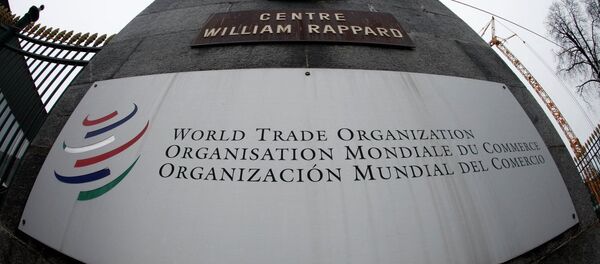 CENTRE
WILLIAM RAPPARD
WORLD TRADE ORGANIZATION
ORGANISATION MONDIALE DU COMMERCE
ORGANIZACIÓN MUNDIAL DEL COMERCIO